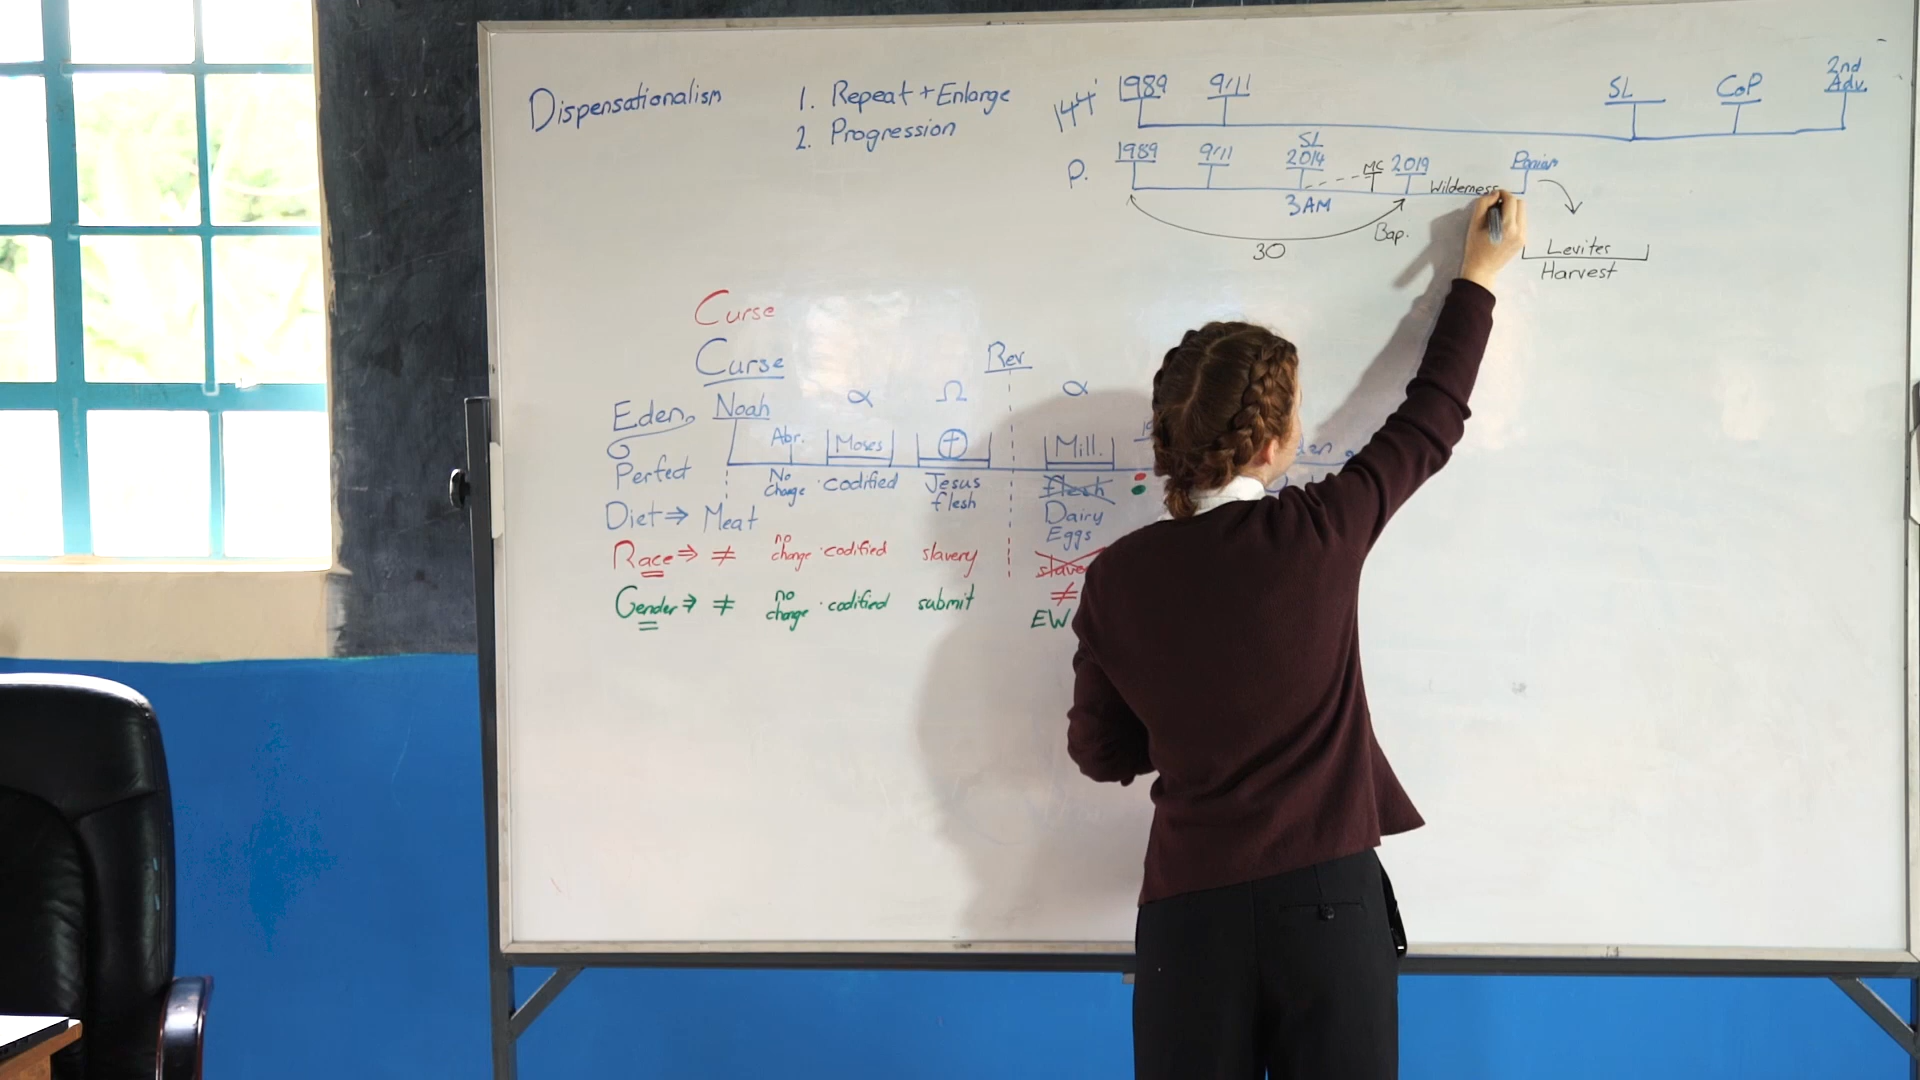 Dispensationalism
1. Repeat + Enlarge
2. Progression
144
1989 9/11 SL CoP 2nd Adv.
P.
1989 9/11 SL 2014 MC 2019 Panium
Wilderness
3AM
Bap.
30
Levites
Harvest
Curse
Curse
Rev
α Ω α
Eden Noah
Abr. Moses Mill.
Perfect No change · codified Jesus flesh flesh
Diet ⇒ Meat Dairy
Eggs
Race ⇒ ≠ no change · codified slavery
≠
Gender ⇒ ≠ no change · codified submit EW